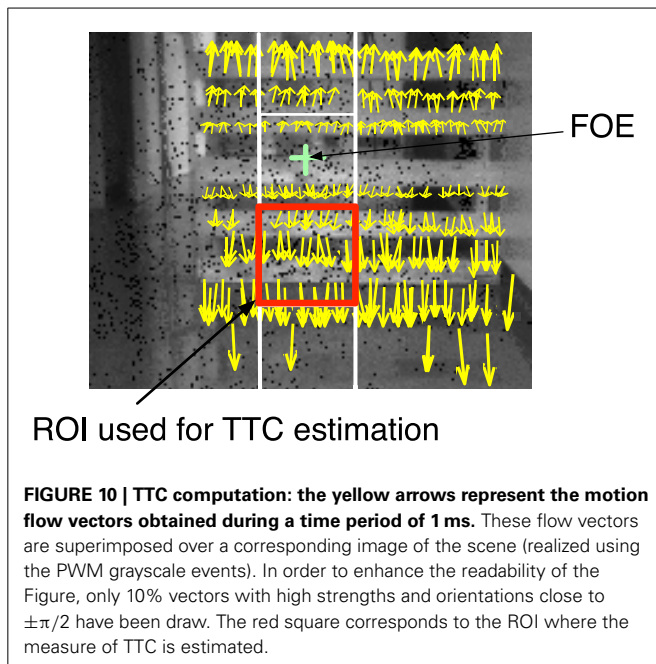 FOE
ROI used for TTC estimation
FIGURE 10 | TTC computation: the yellow arrows represent the motion
flow vectors obtained during a time period of 1 ms. These flow vectors
are superimposed over a corresponding image of the scene (realized using
the PWM grayscale events). In order to enhance the readability of the
Figure, only 10% vectors with high strengths and orientations close to
±π/2 have been draw. The red square corresponds to the ROI where the
measure of TTC is estimated.